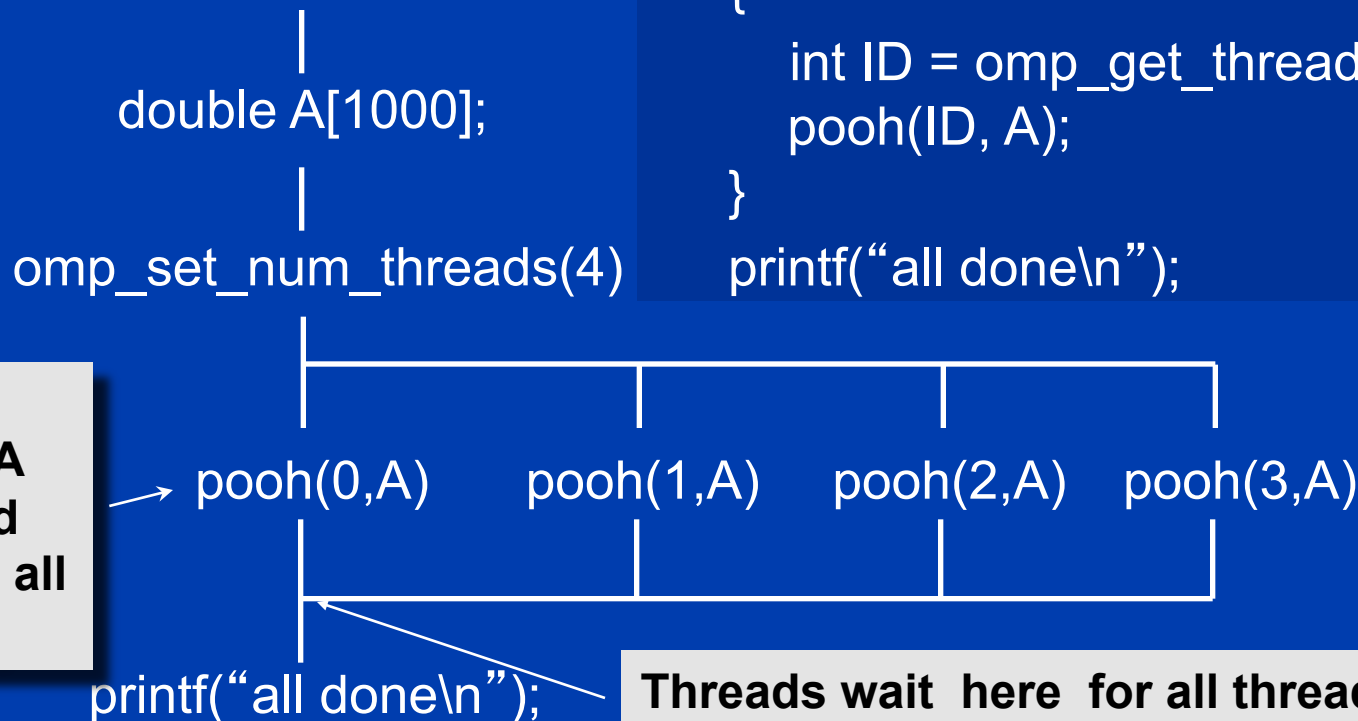 double A[1000];
omp_set_num_threads(4)
{
int ID = omp_get_thread
pooh(ID, A);
}
printf(“all done\n”);
A
all
pooh(0,A) pooh(1,A) pooh(2,A) pooh(3,A)
printf(“all done\n”);
Threads wait here for all